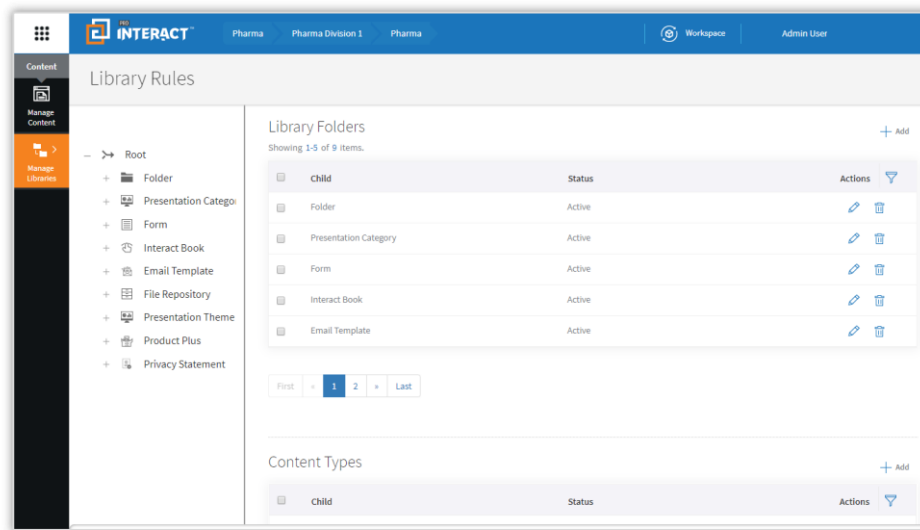 PRO
INTERACT™
Pharma
Pharma Division 1
Pharma
Workspace
Admin User
Content
Manage
Content
Manage
Libraries
Library Rules
Root
Folder
Presentation Catego
Form
Interact Book
Email Template
File Repository
Presentation Theme
Product Plus
Privacy Statement
Library Folders
Add
Showing 1-5 of 9 items.
Child Status Actions
Folder Active
Presentation Category Active
Form Active
Interact Book Active
Email Template Active
First « 1 2 » Last
Content Types
Add
Child Status Actions